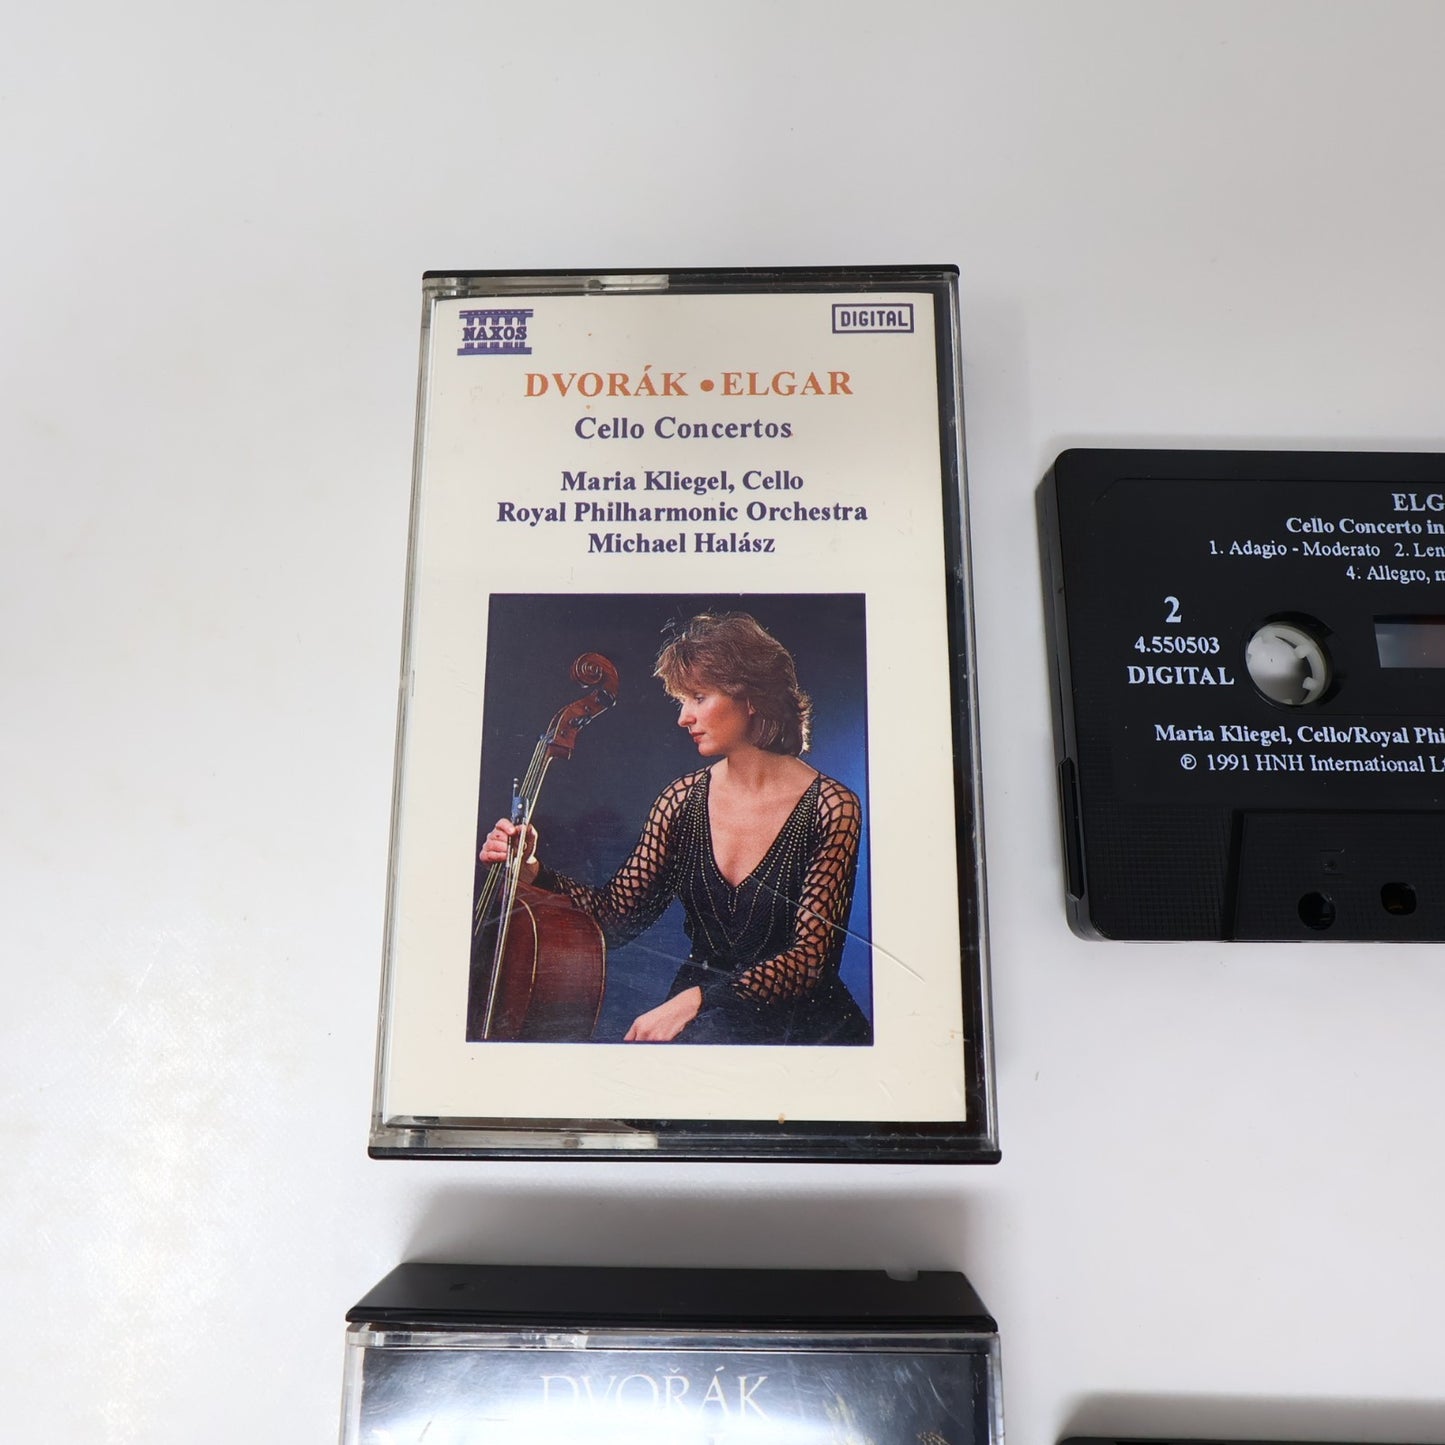 NAXOS
DIGITAL
DVORÁK • ELGAR
Cello Concertos
Maria Kliegel, Cello
Royal Philharmonic Orchestra
Michael Halász
Cello Concerto in
1. Adagio - Moderato 2.
4. Allegro,
2
4.550503
DIGITAL
Maria Kliegel, Cello/Royal
℗ 1991 HNH International
DVOŘÁK